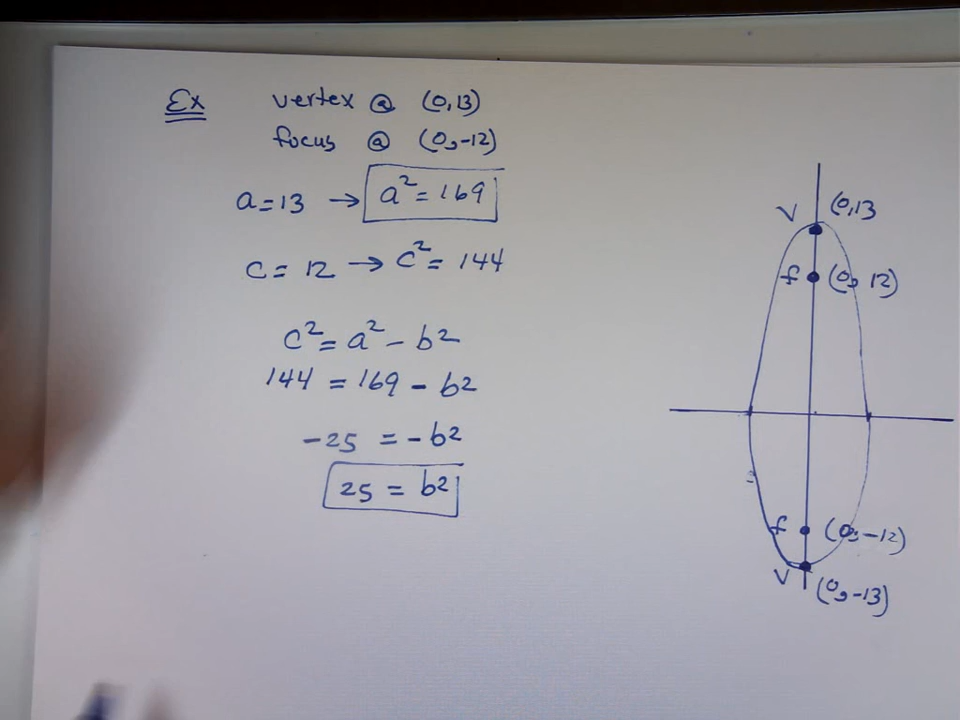 Ex vertex @ (0,13)
focus @ (0,-12)
a=13 → a²=169
c= 12 → c²= 144
c²= a² - b²
144 = 169 - b²
-25 = -b²
25 = b²
V (0,13
f (0, 12)
f (0,-12)
V (0,-13)